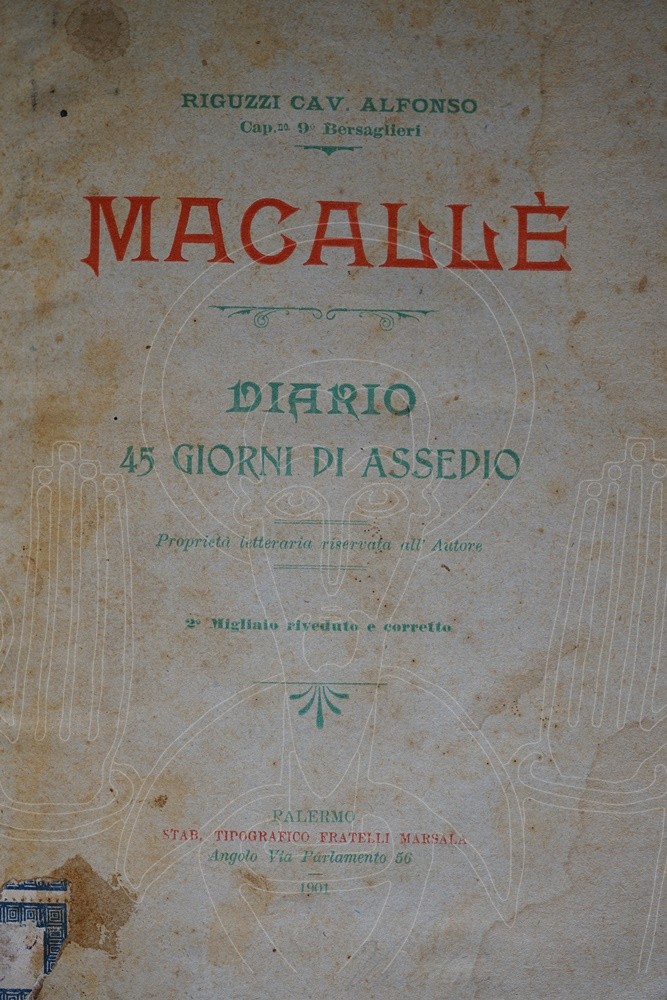 RIGUZZI CAV. ALFONSO
Cap.no 9° Bersaglieri
MACALLÈ
DIARIO
45 GIORNI DI ASSEDIO
Proprietà letteraria riservata all' Autore
2° Migliaio riveduto e corretto
PALERMO
STAB. TIPOGRAFICO FRATELLI MARSALA
Angolo Via Parlamento 56
1901